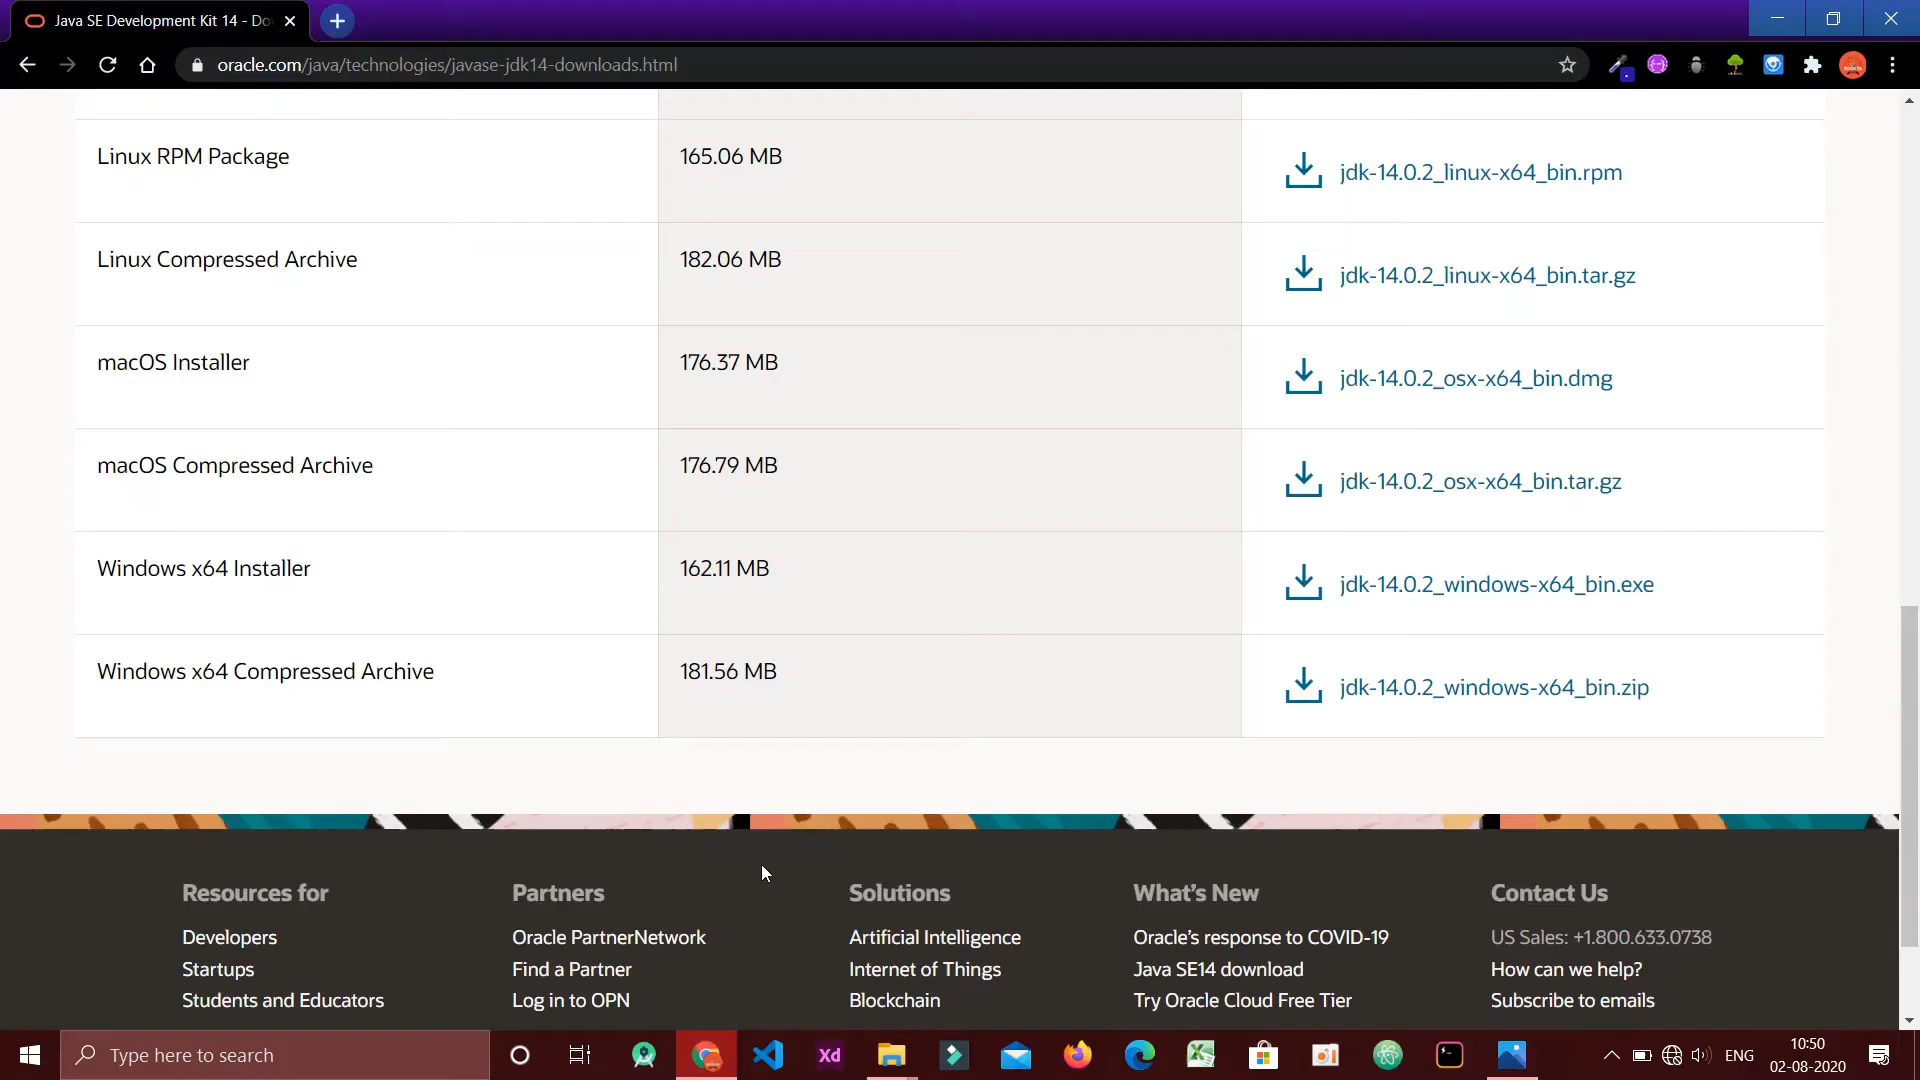 Java SE Development Kit 14 - Do
oracle.com/java/technologies/javase-jdk14-downloads.html
Linux RPM Package 165.06 MB jdk-14.0.2_linux-x64_bin.rpm
Linux Compressed Archive 182.06 MB jdk-14.0.2_linux-x64_bin.tar.gz
macOS Installer 176.37 MB jdk-14.0.2_osx-x64_bin.dmg
macOS Compressed Archive 176.79 MB jdk-14.0.2_osx-x64_bin.tar.gz
Windows x64 Installer 162.11 MB jdk-14.0.2_windows-x64_bin.exe
Windows x64 Compressed Archive 181.56 MB jdk-14.0.2_windows-x64_bin.zip
Resources for Partners Solutions What's New Contact Us
Developers Oracle PartnerNetwork Artificial Intelligence Oracle's response to COVID-19 US Sales: +1.800.633.0738
Startups Find a Partner Internet of Things Java SE14 download How can we help?
Students and Educators Log in to OPN Blockchain Try Oracle Cloud Free Tier Subscribe to emails
Type here to search Xd ENG 10:50
02-08-2020